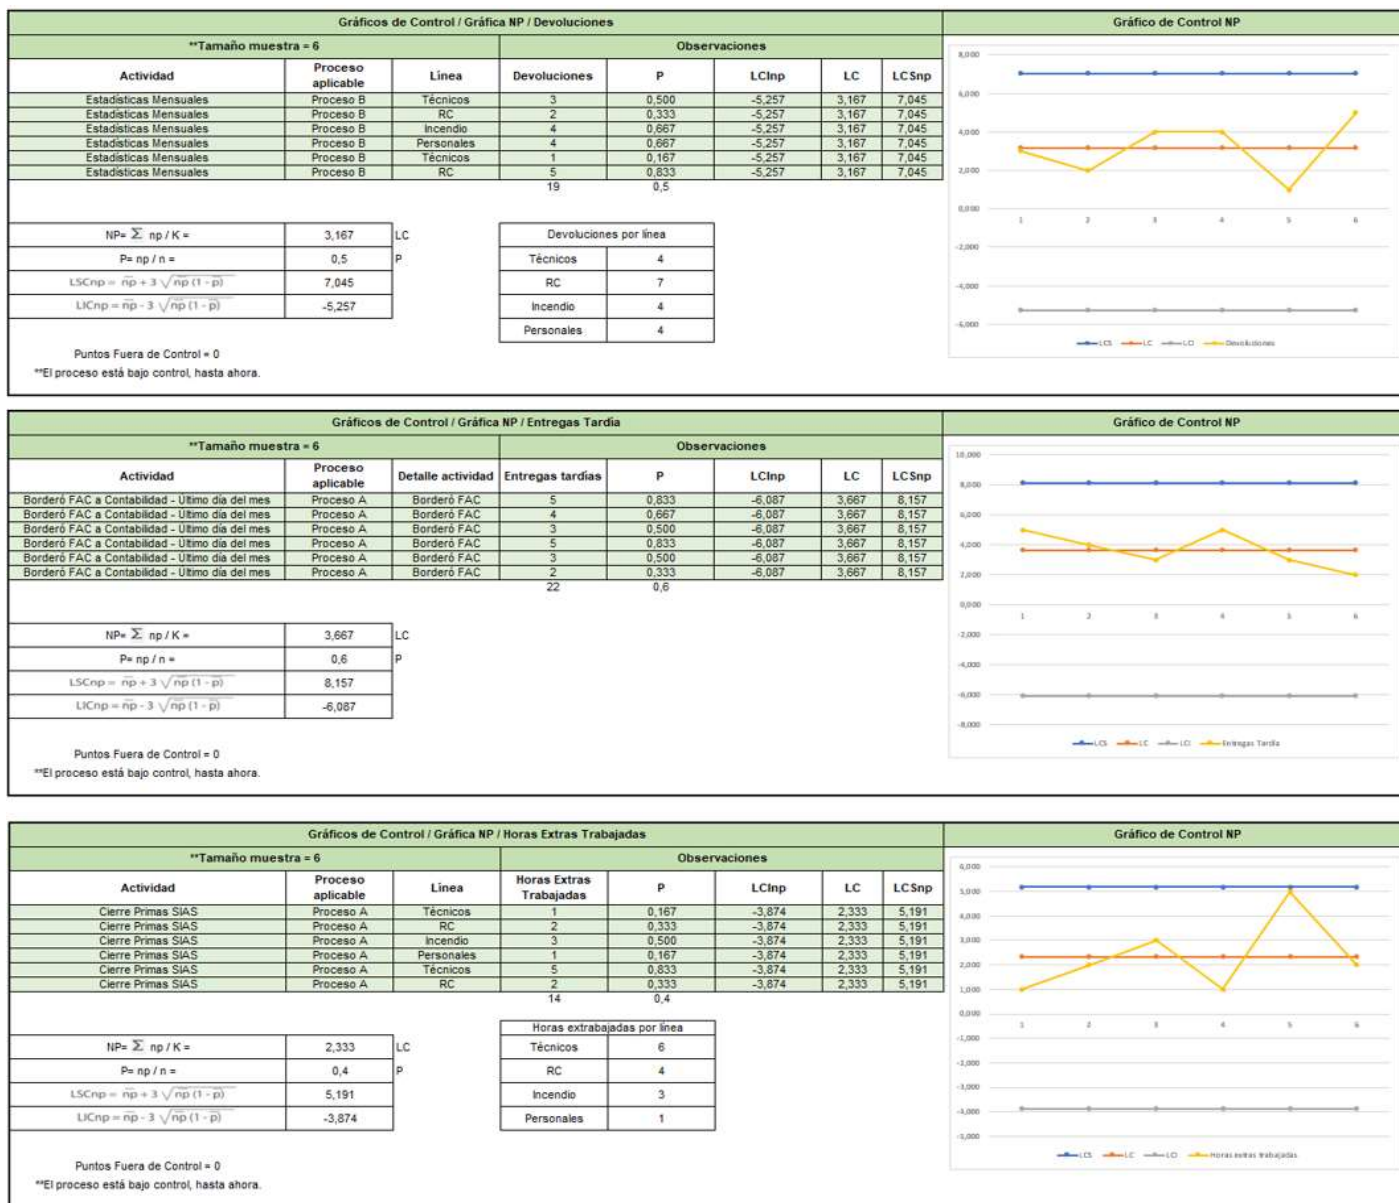 Gráficos de Control / Gráfica NP / Devoluciones
Gráfico de Control NP
**Tamaño muestra = 6 Observaciones
Actividad Proceso aplicable Línea Devoluciones P LCInp LC LCSnp
Estadísticas Mensuales Proceso B Técnicos 3 0,500 -5,257 3,167 7,045
Estadísticas Mensuales Proceso B RC 2 0,333 -5,257 3,167 7,045
Estadísticas Mensuales Proceso B Incendio 4 0,667 -5,257 3,167 7,045
Estadísticas Mensuales Proceso B Personales 4 0,667 -5,257 3,167 7,045
Estadísticas Mensuales Proceso B Técnicos 1 0,167 -5,257 3,167 7,045
Estadísticas Mensuales Proceso B RC 5 0,833 -5,257 3,167 7,045
19 0,5
NP= Σ np / K = 3,167 LC
P= np / n = 0,5 P
LSCnp = n̅p̅ + 3 √n̅p̅ (1 - p̅) 7,045
LICnp = n̅p̅ - 3 √n̅p̅ (1 - p̅) -5,257
Devoluciones por línea
Técnicos 4
RC 7
Incendio 4
Personales 4
Puntos Fuera de Control = 0
**El proceso está bajo control, hasta ahora.
8,000
6,000
4,000
2,000
0,000
-2,000
-4,000
-6,000
1 2 3 4 5 6
LCS LC LCI Devoluciones
Gráficos de Control / Gráfica NP / Entregas Tardía
Gráfico de Control NP
**Tamaño muestra = 6 Observaciones
Actividad Proceso aplicable Detalle actividad Entregas tardías P LCInp LC LCSnp
Borderó FAC a Contabilidad - Último día del mes Proceso A Borderó FAC 5 0,833 -6,087 3,667 8,157
Borderó FAC a Contabilidad - Último día del mes Proceso A Borderó FAC 4 0,667 -6,087 3,667 8,157
Borderó FAC a Contabilidad - Último día del mes Proceso A Borderó FAC 3 0,500 -6,087 3,667 8,157
Borderó FAC a Contabilidad - Último día del mes Proceso A Borderó FAC 5 0,833 -6,087 3,667 8,157
Borderó FAC a Contabilidad - Último día del mes Proceso A Borderó FAC 3 0,500 -6,087 3,667 8,157
Borderó FAC a Contabilidad - Último día del mes Proceso A Borderó FAC 2 0,333 -6,087 3,667 8,157
22 0,6
NP= Σ np / K = 3,667 LC
P= np / n = 0,6 P
LSCnp = n̅p̅ + 3 √n̅p̅ (1 - p̅) 8,157
LICnp = n̅p̅ - 3 √n̅p̅ (1 - p̅) -6,087
Puntos Fuera de Control = 0
**El proceso está bajo control, hasta ahora.
10,000
8,000
6,000
4,000
2,000
0,000
-2,000
-4,000
-6,000
-8,000
1 2 3 4 5 6
LCS LC LCI Entregas Tardía
Gráficos de Control / Gráfica NP / Horas Extras Trabajadas
Gráfico de Control NP
**Tamaño muestra = 6 Observaciones
Actividad Proceso aplicable Línea Horas Extras Trabajadas P LCInp LC LCSnp
Cierre Primas SIAS Proceso A Técnicos 1 0,167 -3,874 2,333 5,191
Cierre Primas SIAS Proceso A RC 2 0,333 -3,874 2,333 5,191
Cierre Primas SIAS Proceso A Incendio 3 0,500 -3,874 2,333 5,191
Cierre Primas SIAS Proceso A Personales 1 0,167 -3,874 2,333 5,191
Cierre Primas SIAS Proceso A Técnicos 5 0,833 -3,874 2,333 5,191
Cierre Primas SIAS Proceso A RC 2 0,333 -3,874 2,333 5,191
14 0,4
NP= Σ np / K = 2,333 LC
P= np / n = 0,4 P
LSCnp = n̅p̅ + 3 √n̅p̅ (1 - p̅) 5,191
LICnp = n̅p̅ - 3 √n̅p̅ (1 - p̅) -3,874
Horas extrabajadas por línea
Técnicos 6
RC 4
Incendio 3
Personales 1
Puntos Fuera de Control = 0
**El proceso está bajo control, hasta ahora.
6,000
5,000
4,000
3,000
2,000
1,000
0,000
-1,000
-2,000
-3,000
-4,000
-5,000
1 2 3 4 5 6
LCS LC LCI Horas extras trabajadas